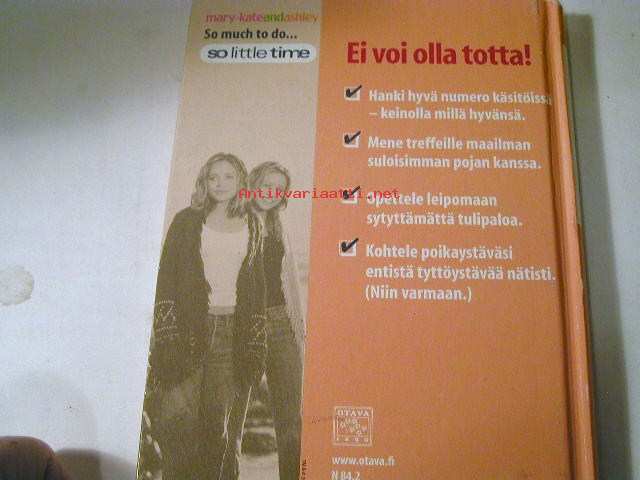 mary-kateandashley
So much to do...
so little time
Ei voi olla totta!
Hanki hyvä numero käsitöissä
– keinolla millä hyvänsä.
Mene treffeille maailman
suloisimman pojan kanssa.
Antikvariaatti.net
Opettele leipomaan
sytyttämättä tulipaloa.
Kohtele poikaystäväsi
entistä tyttöystävää nätisti.
(Niin varmaan.)
OTAVA
1890
www.otava.fi
N 84.2